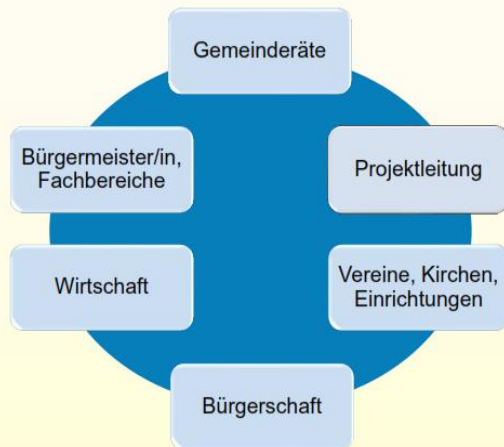 Gemeinderäte
Bürgermeister/in,
Fachbereiche
Projektleitung
Wirtschaft
Vereine, Kirchen,
Einrichtungen
Bürgerschaft